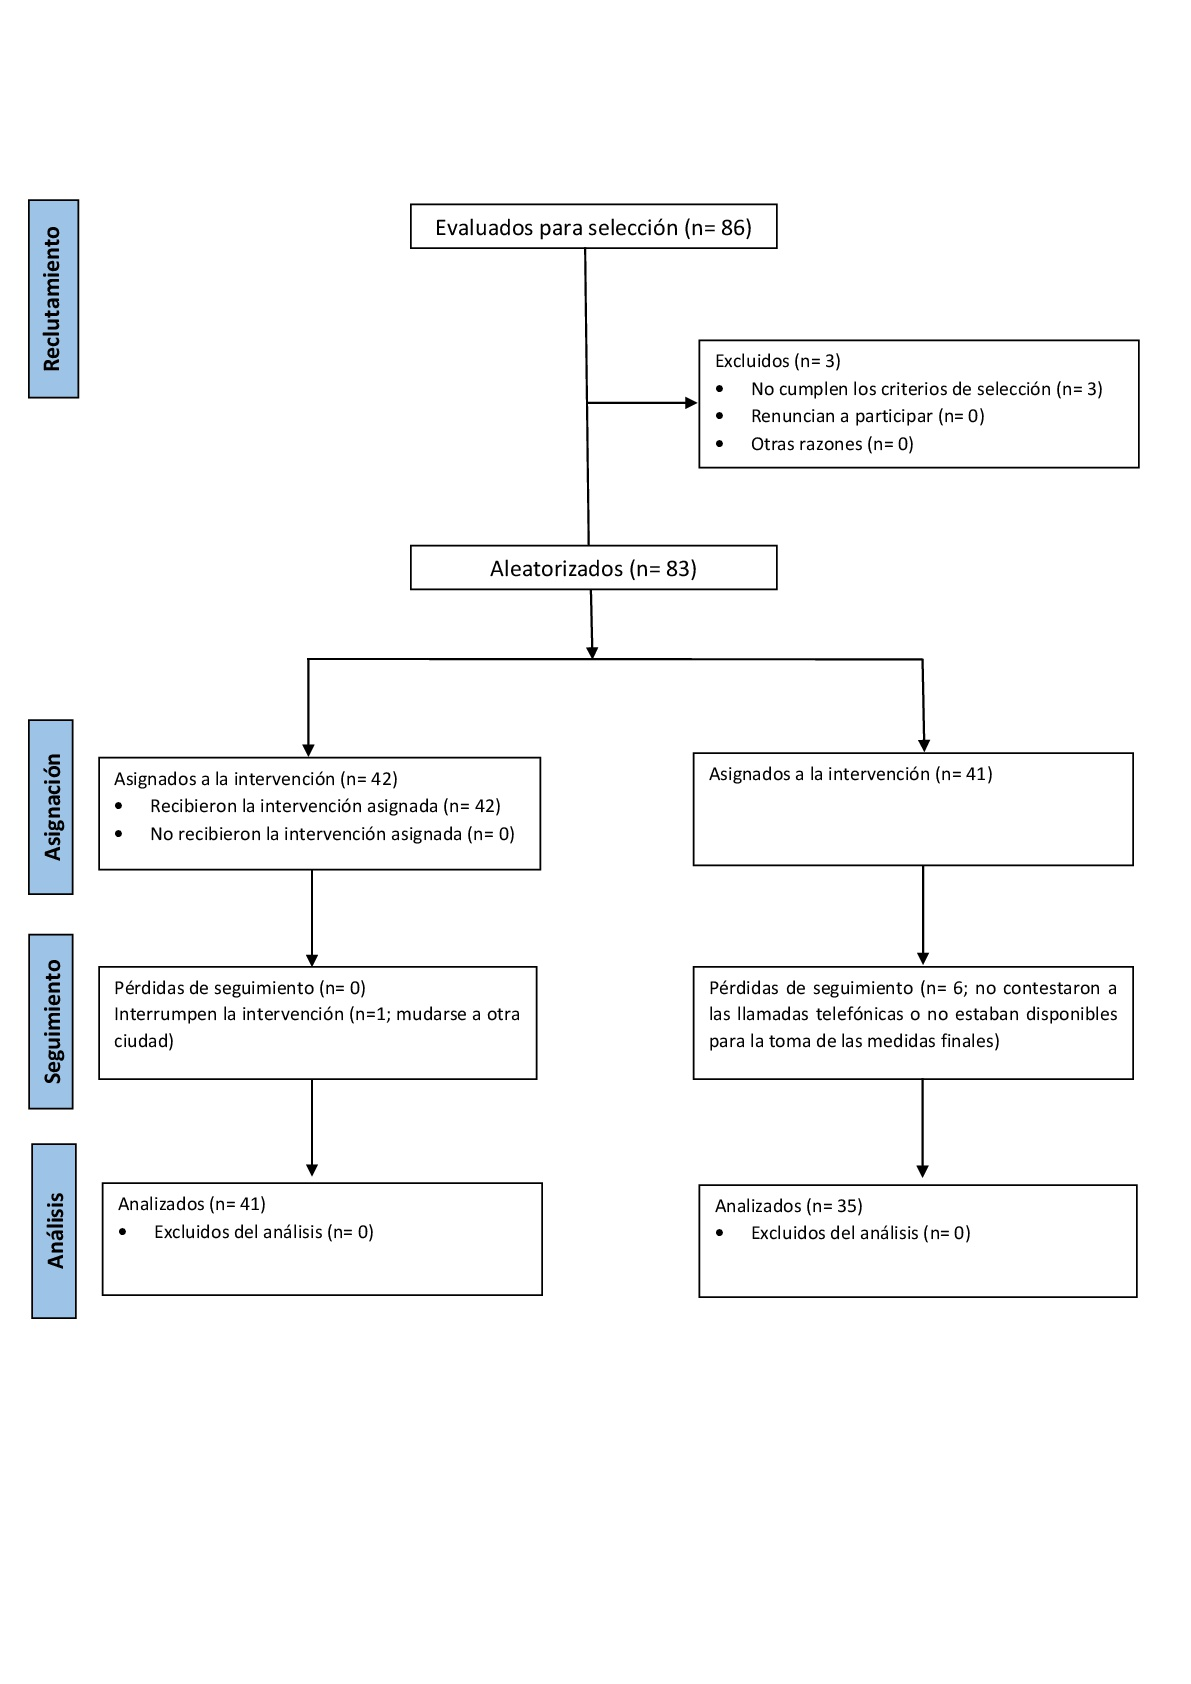 Reclutamiento
Evaluados para selección (n= 86)
Excluidos (n= 3)
• No cumplen los criterios de selección (n= 3)
• Renuncian a participar (n= 0)
• Otras razones (n= 0)
Aleatorizados (n= 83)
Asignación
Asignados a la intervención (n= 42)
• Recibieron la intervención asignada (n= 42)
• No recibieron la intervención asignada (n= 0)
Asignados a la intervención (n= 41)
Seguimiento
Pérdidas de seguimiento (n= 0)
Interrumpen la intervención (n=1; mudarse a otra
ciudad)
Pérdidas de seguimiento (n= 6; no contestaron a
las llamadas telefónicas o no estaban disponibles
para la toma de las medidas finales)
Análisis
Analizados (n= 41)
• Excluidos del análisis (n= 0)
Analizados (n= 35)
• Excluidos del análisis (n= 0)